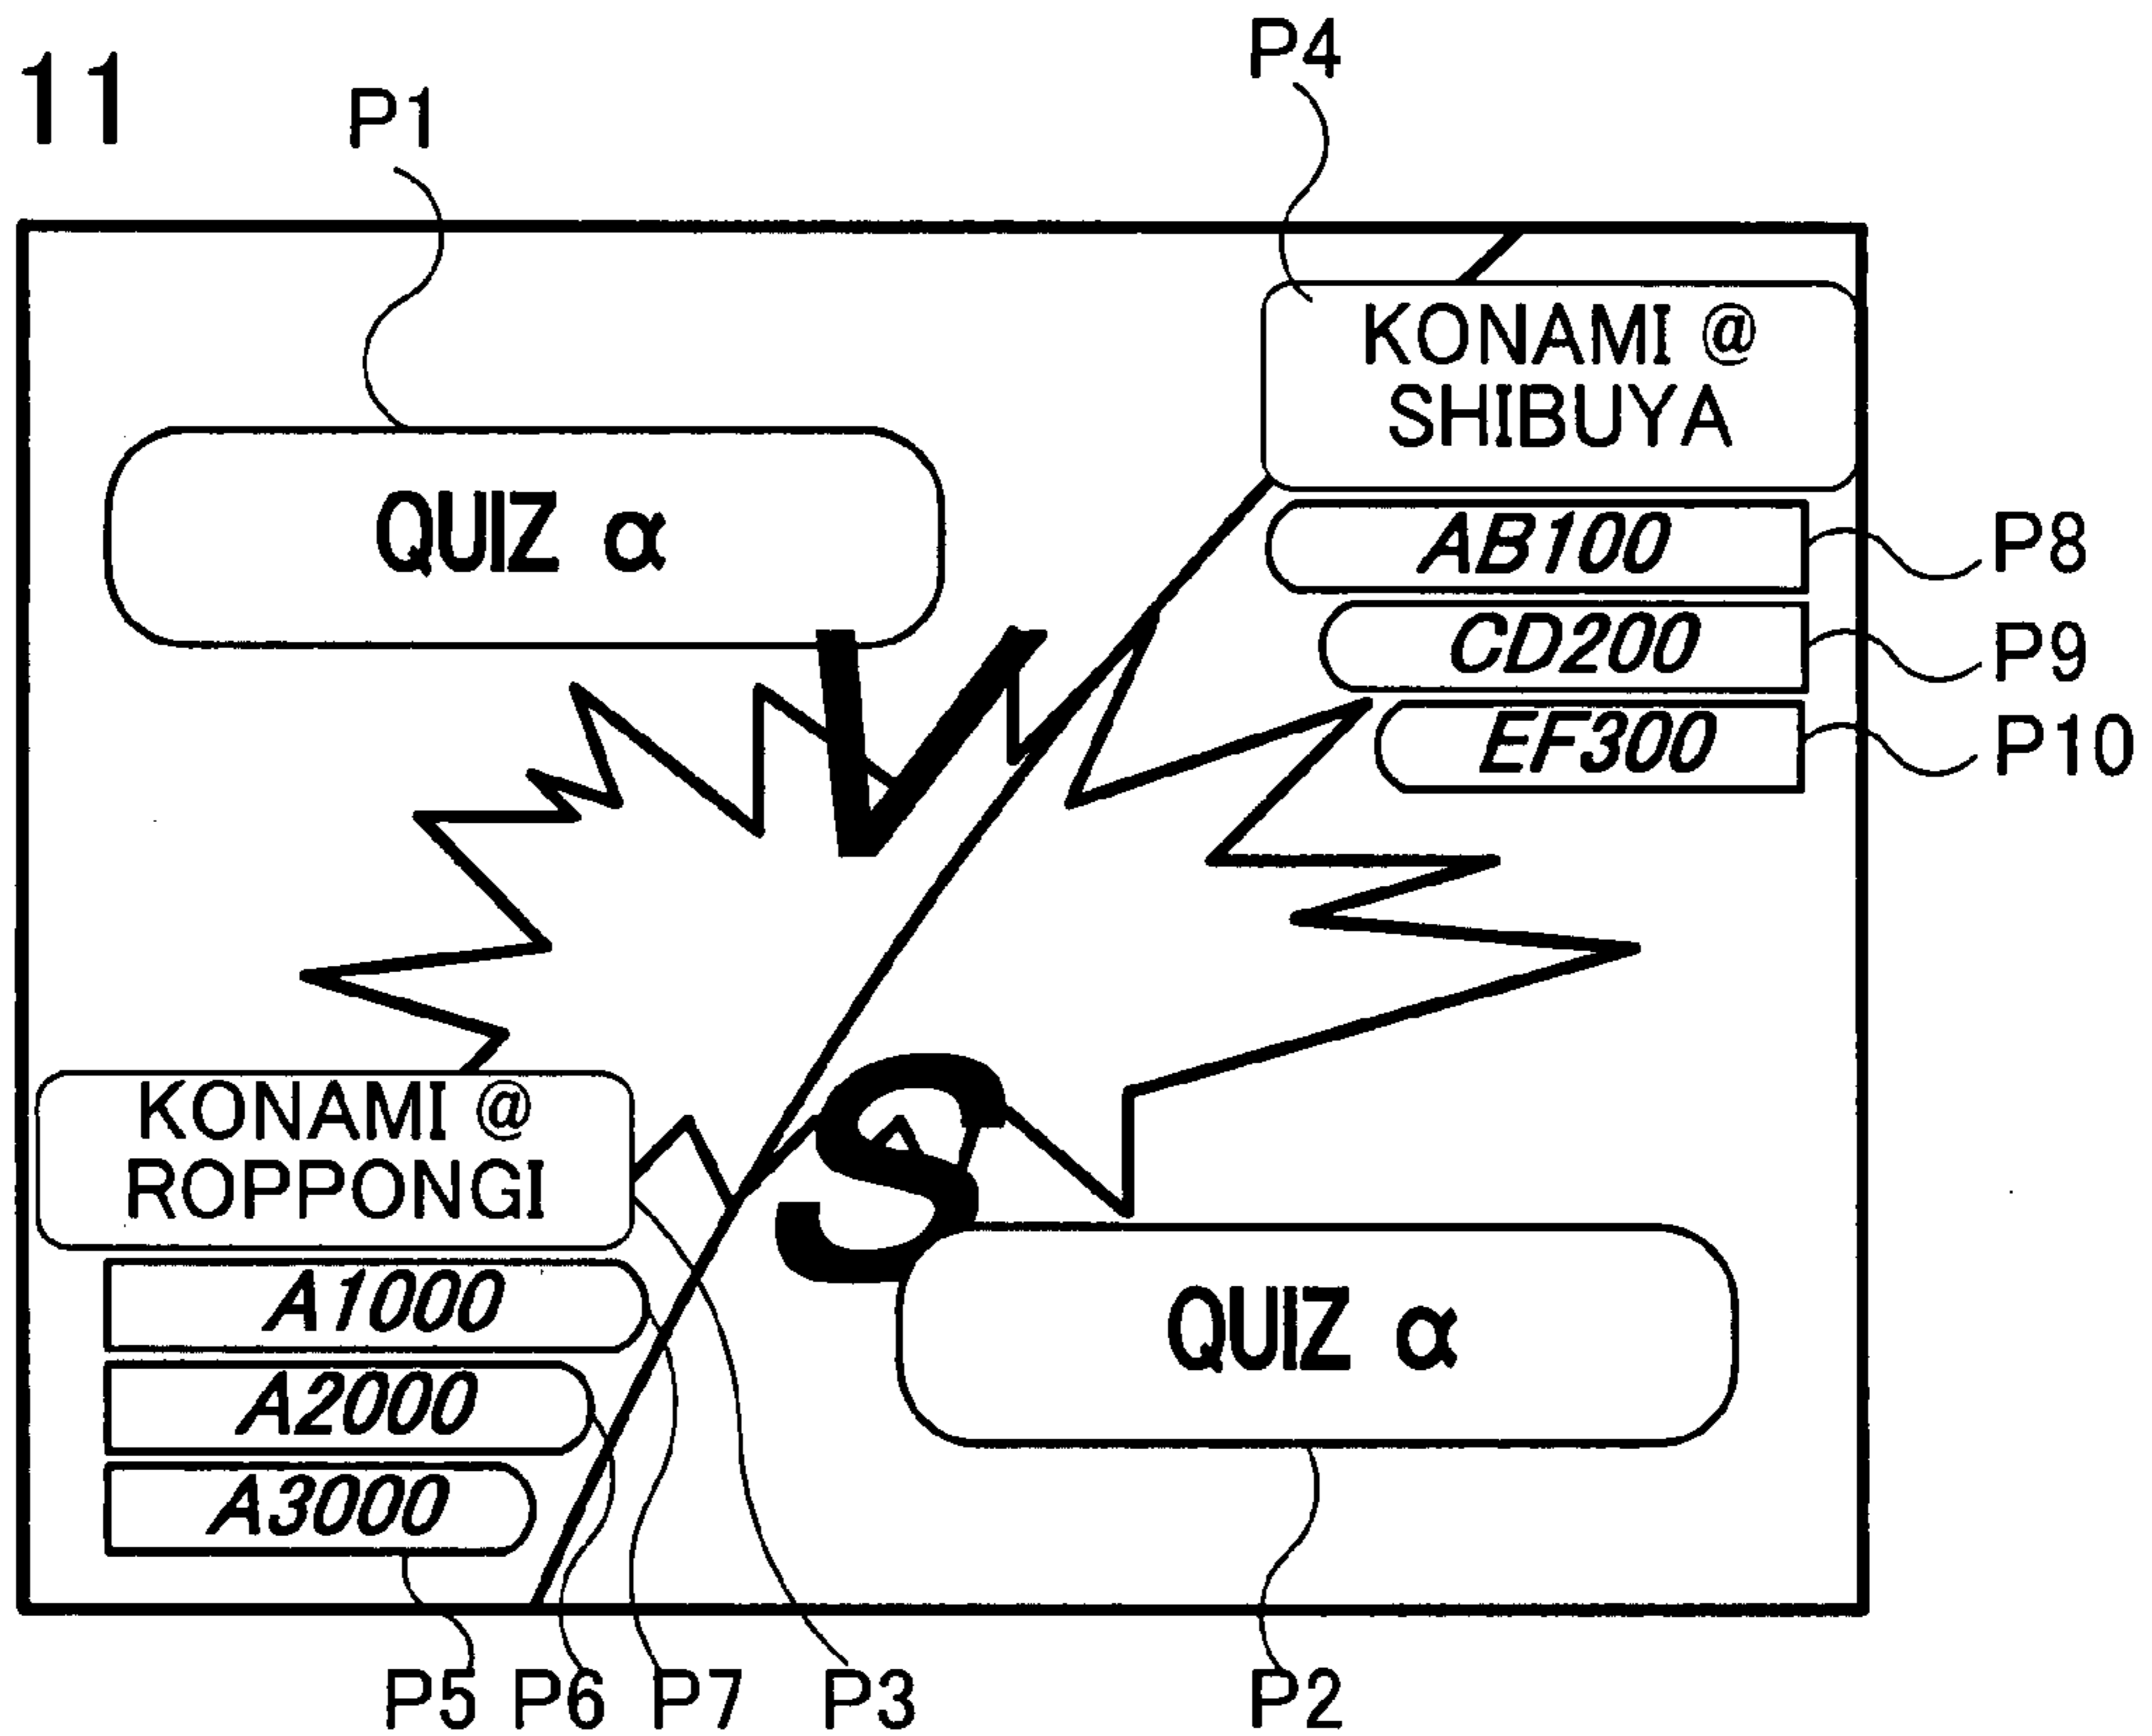 11
P1
P4
KONAMI @
SHIBUYA
QUIZ α
AB100
P8
CD200
P9
EF300
P10
V
S
KONAMI @
ROPPONGI
A1000
A2000
A3000
QUIZ α
P5
P6
P7
P3
P2